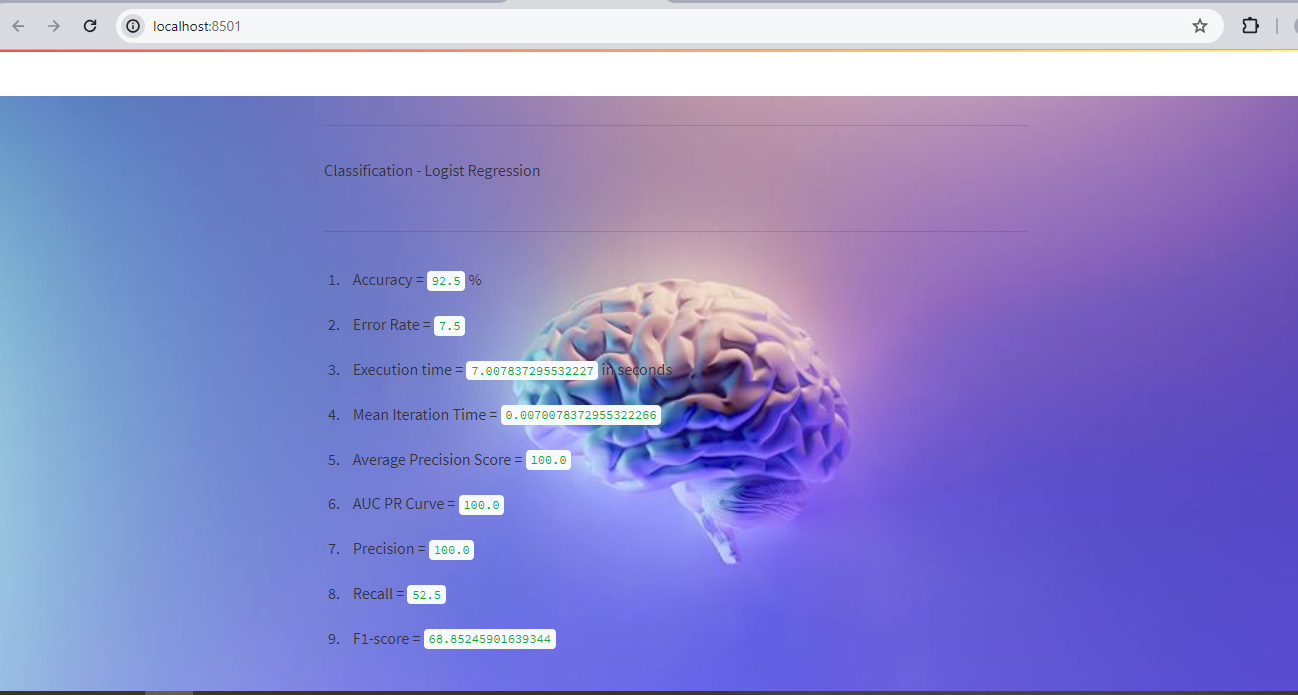 localhost:8501
Classification - Logist Regression
1. Accuracy = 92.5 %
2. Error Rate = 7.5
3. Execution time = 7.007837295532227 in seconds
4. Mean Iteration Time = 0.0070078372955322266
5. Average Precision Score = 100.0
6. AUC PR Curve = 100.0
7. Precision = 100.0
8. Recall = 52.5
9. F1-score = 68.85245901639344